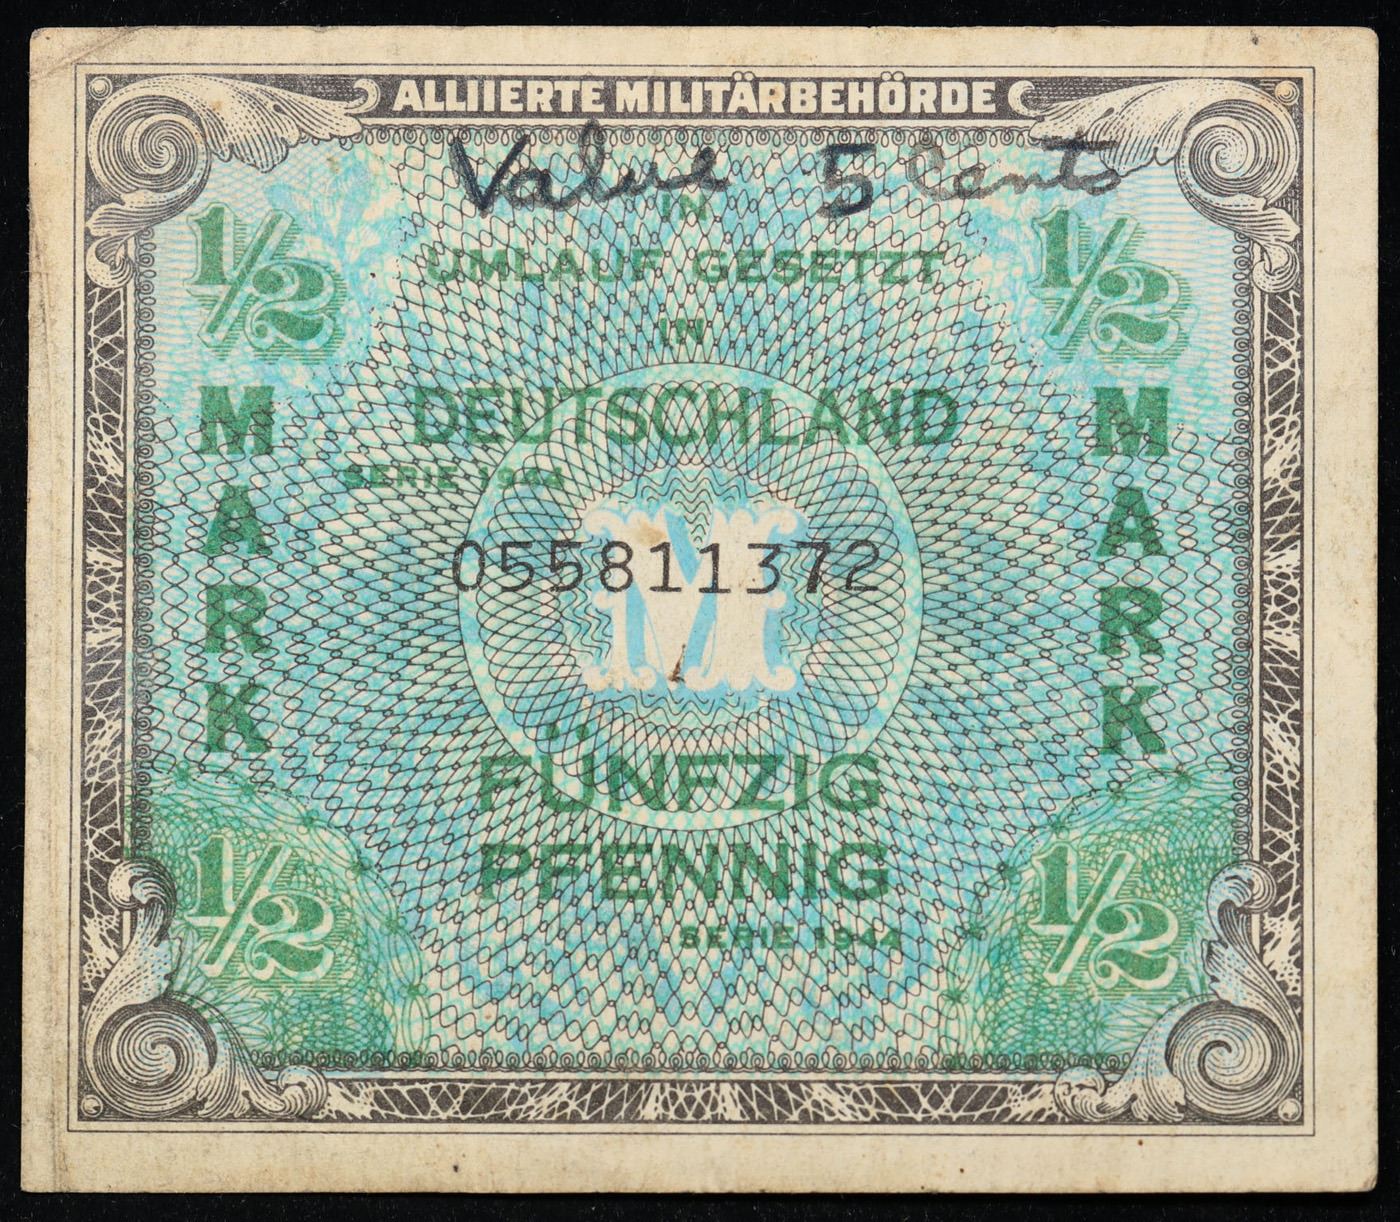 ALLIIERTE MILITÄRBEHÖRDE
Value 5 Cents
IN
UMLAUF GESETZT
IN
DEUTSCHLAND
SERIE 1944
1/2
MARK
1/2
MARK
M
055811372
FÜNFZIG
PFENNIG
SERIE 1944
1/2
1/2